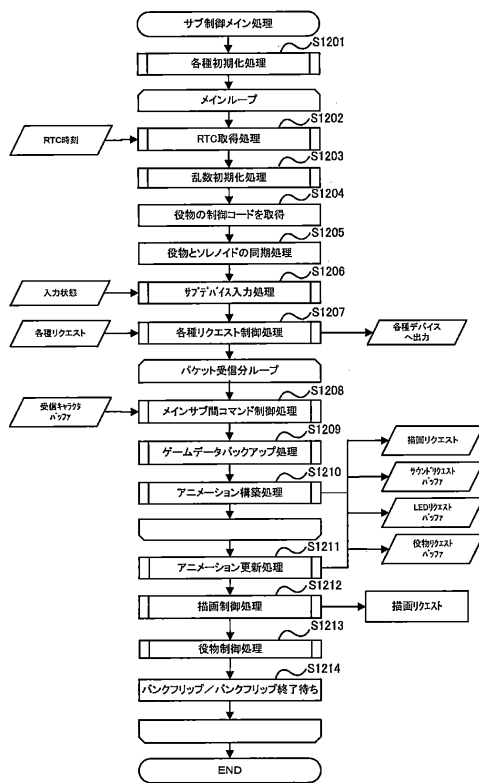 サブ制御メイン処理
S1201
各種初期化処理
メインループ
S1202
RTC時刻
RTC取得処理
S1203
乱数初期化処理
S1204
役物の制御コードを取得
S1205
役物とソレノイドの同期処理
S1206
入力状態
サブデバイス入力処理
S1207
各種リクエスト
各種リクエスト制御処理
各種デバイス
へ出力
パケット受信分ループ
S1208
受信キャラクタ
バッファ
メインサブ間コマンド制御処理
S1209
ゲームデータバックアップ処理
描画リクエスト
S1210
アニメーション構築処理
サウンドリクエスト
バッファ
LEDリクエスト
バッファ
S1211
アニメーション更新処理
役物リクエスト
バッファ
S1212
描画制御処理
描画リクエスト
S1213
役物制御処理
S1214
バンクフリップ/バンクフリップ終了待ち
END